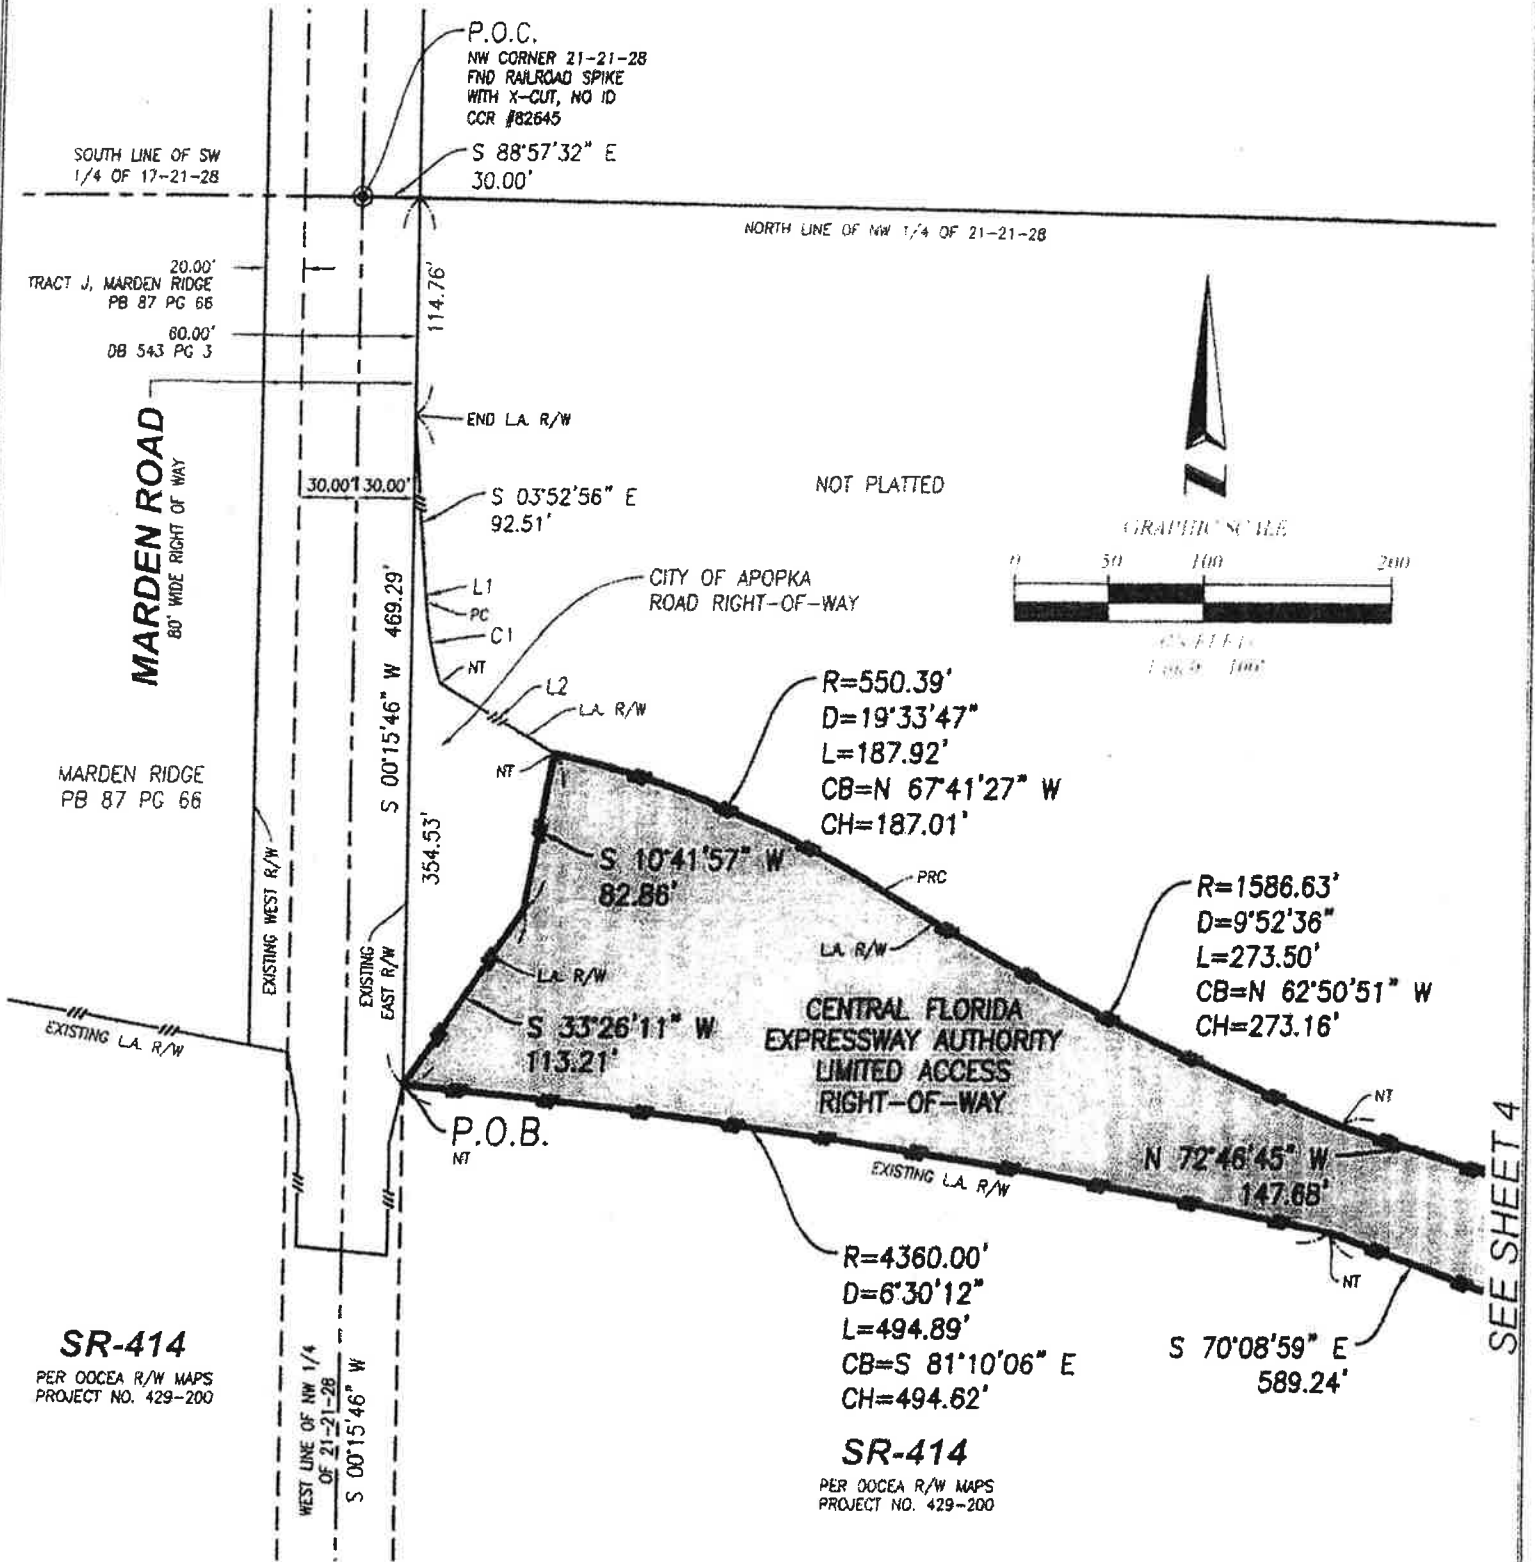 P.O.C.
NW CORNER 21-21-28
FND RAILROAD SPIKE
WITH X-CUT, NO ID
CCR #82645
S 88°57'32" E
30.00'
SOUTH LINE OF SW
1/4 OF 17-21-28
NORTH LINE OF NW 1/4 OF 21-21-28
20.00'
TRACT J, MARDEN RIDGE
PB 87 PG 66
60.00'
DB 543 PG 3
114.76'
END L.A. R/W
MARDEN ROAD
80' WIDE RIGHT OF WAY
30.00' 30.00'
S 03°52'56" E
92.51'
NOT PLATTED
GRAPHIC SCALE
0 50 100 200
CITY OF APOPKA
ROAD RIGHT-OF-WAY
L1
PC
C1
NT
L2
L.A. R/W
S 00°15'46" W 469.29'
R=550.39'
D=19°33'47"
L=187.92'
CB=N 67°41'27" W
CH=187.01'
MARDEN RIDGE
PB 87 PG 66
NT
354.53'
S 10°41'57" W
82.86'
PRC
R=1586.63'
D=9°52'36"
L=273.50'
CB=N 62°50'51" W
CH=273.16'
EXISTING WEST R/W
EXISTING
EAST R/W
L.A. R/W
L.A. R/W
EXISTING L.A. R/W
S 33°26'11" W
113.21'
CENTRAL FLORIDA
EXPRESSWAY AUTHORITY
LIMITED ACCESS
RIGHT-OF-WAY
NT
P.O.B.
NT
EXISTING L.A. R/W
N 72°46'45" W
147.68'
SEE SHEET 4
R=4360.00'
D=6°30'12"
L=494.89'
CB=S 81°10'06" E
CH=494.62'
NT
S 70°08'59" E
589.24'
SR-414
PER OOCEA R/W MAPS
PROJECT NO. 429-200
WEST LINE OF NW 1/4
OF 21-21-28
S 00°15'46" W
SR-414
PER OOCEA R/W MAPS
PROJECT NO. 429-200